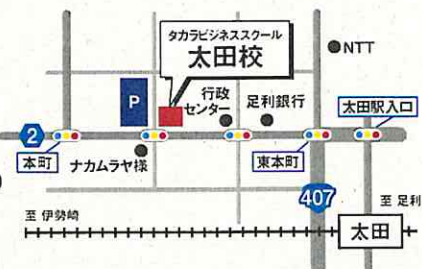 タカラビジネススクール
太田校
NTT
P
行政
センター
足利銀行
太田駅入口
2
本町
ナカムラヤ様
東本町
407
至 伊勢崎
至 足利
太田